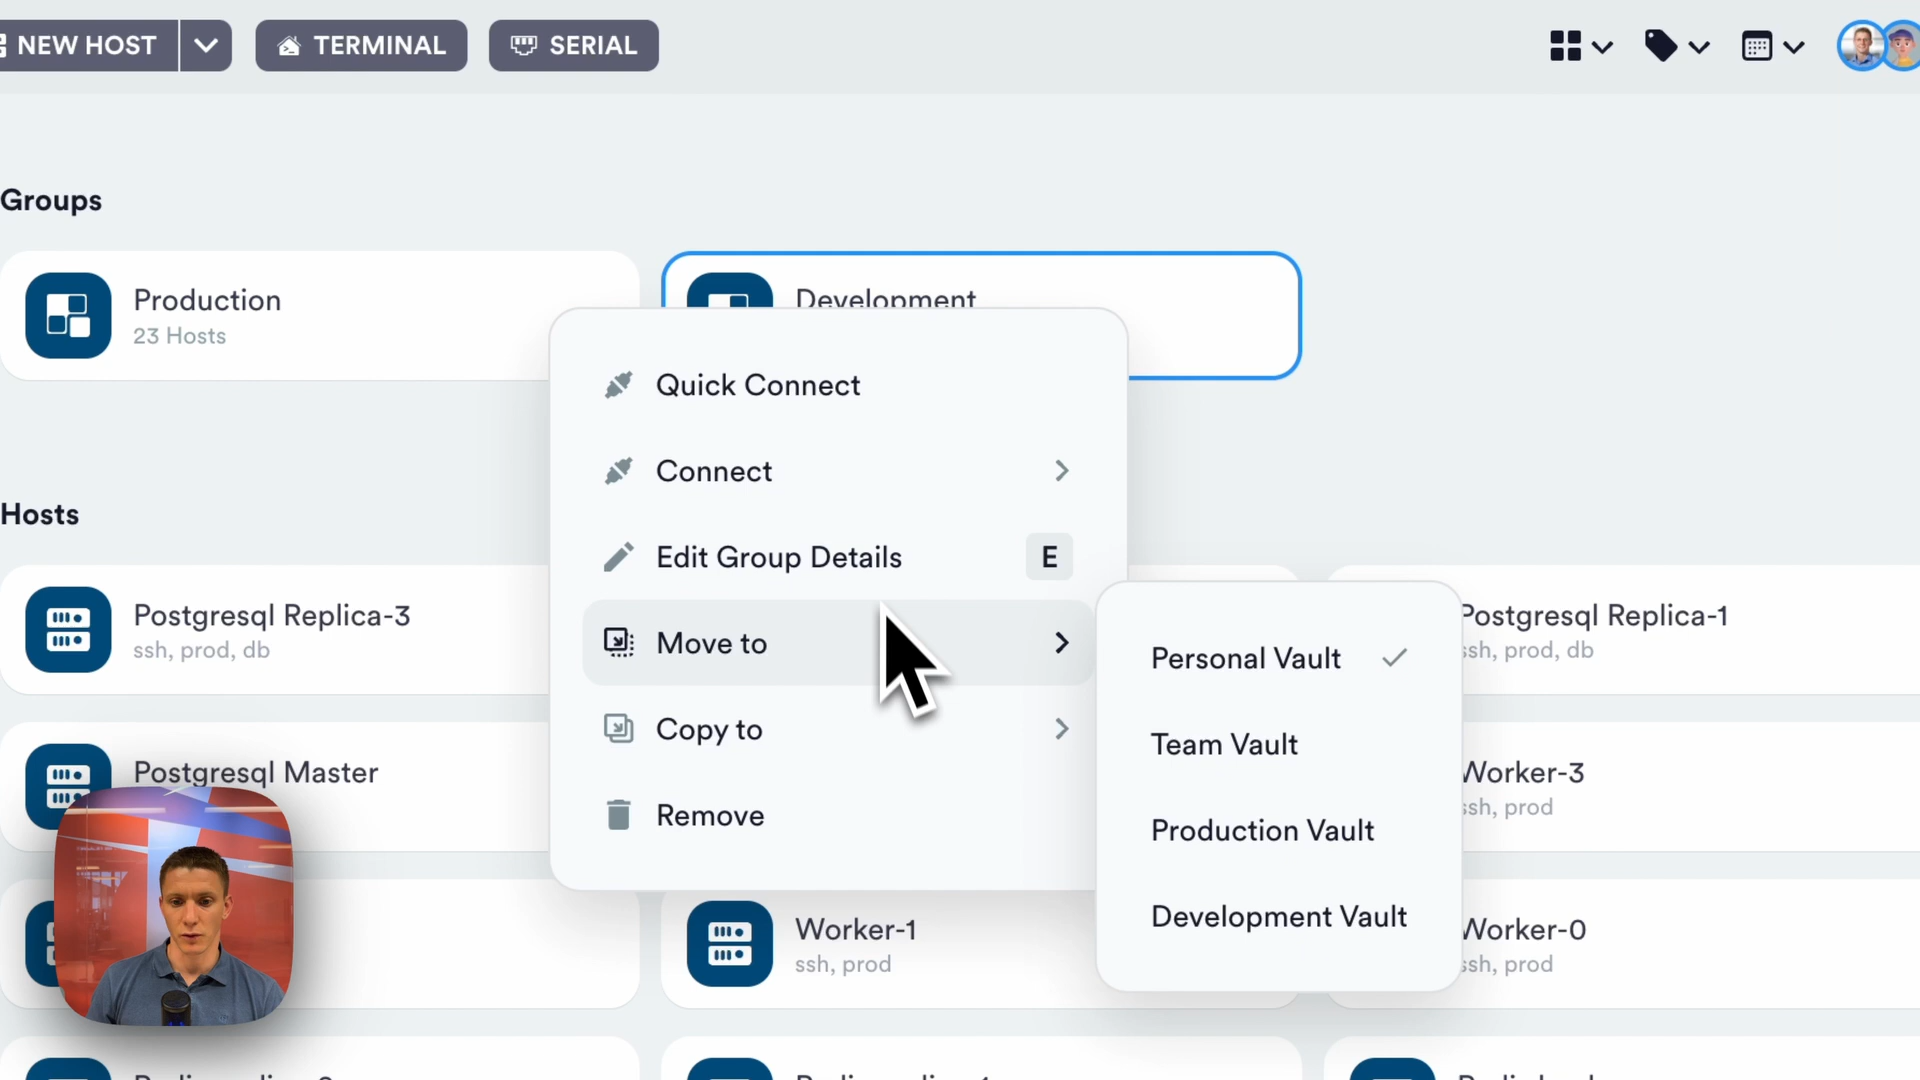 NEW HOST
TERMINAL
SERIAL
Groups
Production
23 Hosts
Development
Quick Connect
Connect
Edit Group Details E
Move to
Copy to
Remove
Personal Vault
Team Vault
Production Vault
Development Vault
Hosts
Postgresql Replica-3
ssh, prod, db
Postgresql Replica-1
ssh, prod, db
Postgresql Master
Worker-3
ssh, prod
Worker-1
ssh, prod
Worker-0
ssh, prod